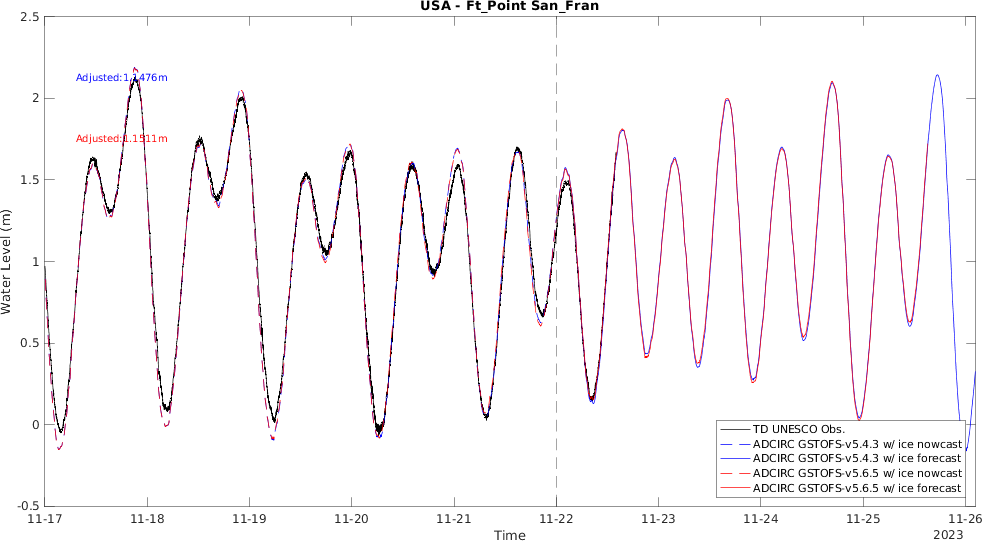 USA - Ft_Point San_Fran
2.5
2
1.5
1
0.5
0
-0.5
Water Level (m)
Adjusted:1.1476m
Adjusted:1.1511m
TD UNESCO Obs.
ADCIRC GSTOFS-v5.4.3 w/ ice nowcast
ADCIRC GSTOFS-v5.4.3 w/ ice forecast
ADCIRC GSTOFS-v5.6.5 w/ ice nowcast
ADCIRC GSTOFS-v5.6.5 w/ ice forecast
11-17 11-18 11-19 11-20 11-21 11-22 11-23 11-24 11-25 11-26
Time
2023